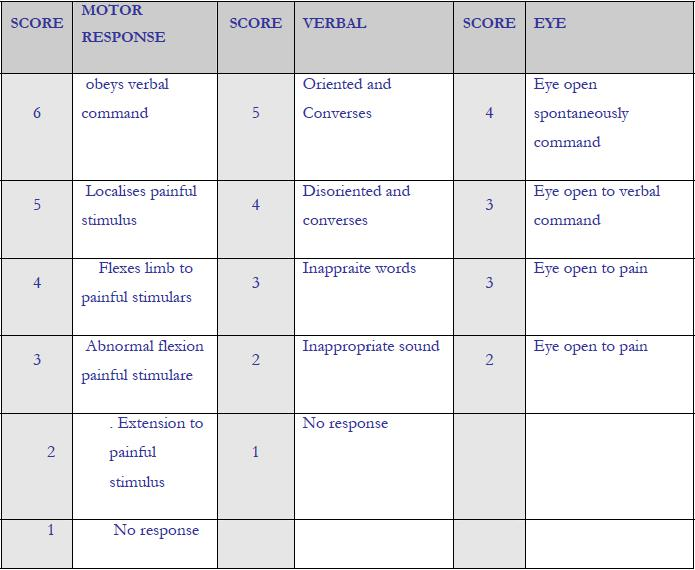 SCORE MOTOR RESPONSE SCORE VERBAL SCORE EYE
6 obeys verbal command 5 Oriented and Converses 4 Eye open spontaneously command
5 Localises painful stimulus 4 Disoriented and converses 3 Eye open to verbal command
4 Flexes limb to painful stimulars 3 Inappraite words 3 Eye open to pain
3 Abnormal flexion painful stimulare 2 Inappropriate sound 2 Eye open to pain
2 . Extension to painful stimulus 1 No response
1 No response